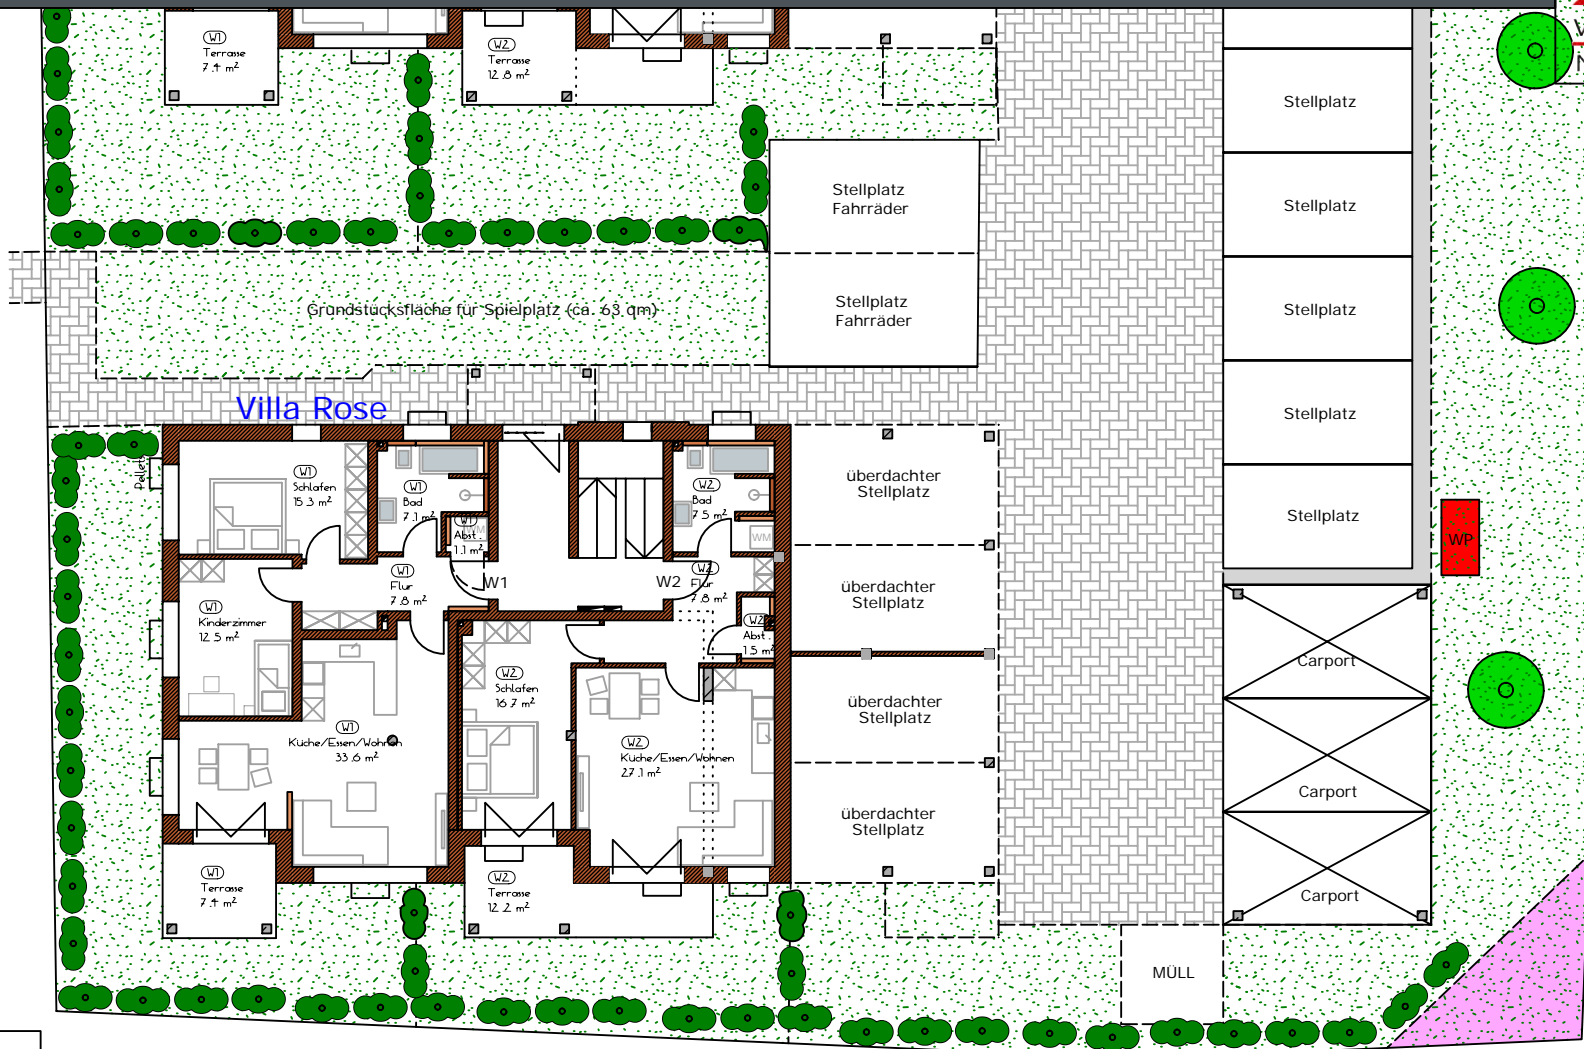 W1
Terrasse
7.4 m²
W2
Terrasse
12.8 m²
V
N
Stellplatz
Stellplatz
Fahrräder
Stellplatz
Grundstücksfläche für Spielplatz (ca. 63 qm)
Stellplatz
Fahrräder
Stellplatz
Villa Rose
Stellplatz
Pellets
W1
Schlafen
15.3 m²
W1
Bad
7.1 m²
W2
Bad
7.5 m²
überdachter
Stellplatz
Stellplatz
W1
Abst.
1.1 m²
WM
WM
WP
W1
Flur
7.8 m²
W1
W2
W2
Flur
7.8 m²
überdachter
Stellplatz
W1
Kinderzimmer
12.5 m²
W2
Abst.
1.5 m²
Carport
W2
Schlafen
16.7 m²
überdachter
Stellplatz
W1
Küche/Essen/Wohnen
33.6 m²
W2
Küche/Essen/Wohnen
27.1 m²
Carport
überdachter
Stellplatz
W1
Terrasse
7.4 m²
W2
Terrasse
12.2 m²
Carport
MÜLL